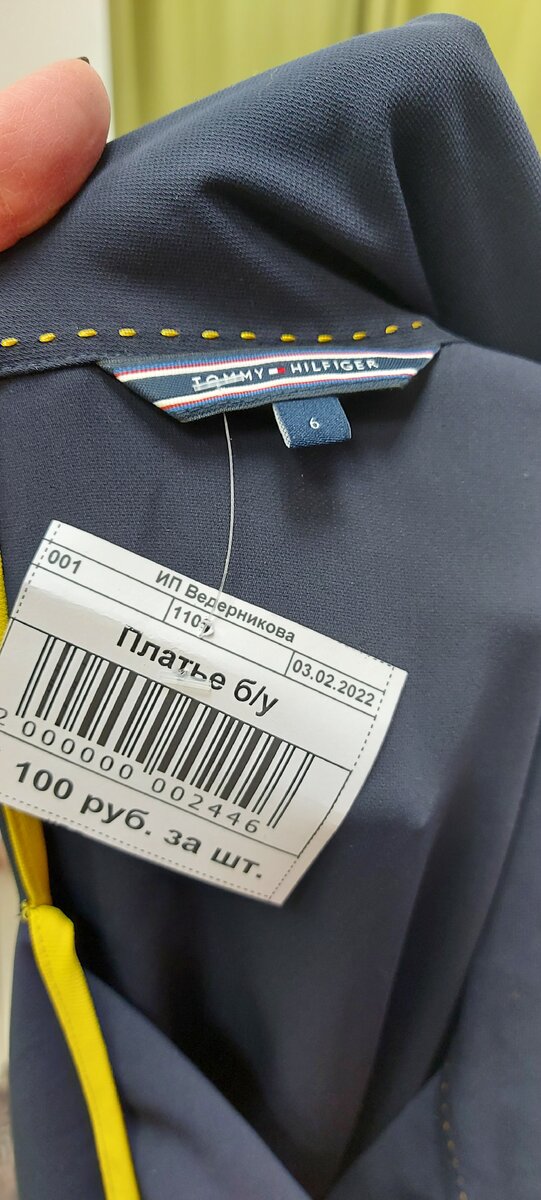 TOMMY HILFIGER
6
ИП Ведерникова
001
03.02.2022
Платье б/у
2 000000 002446
100 руб. за шт.